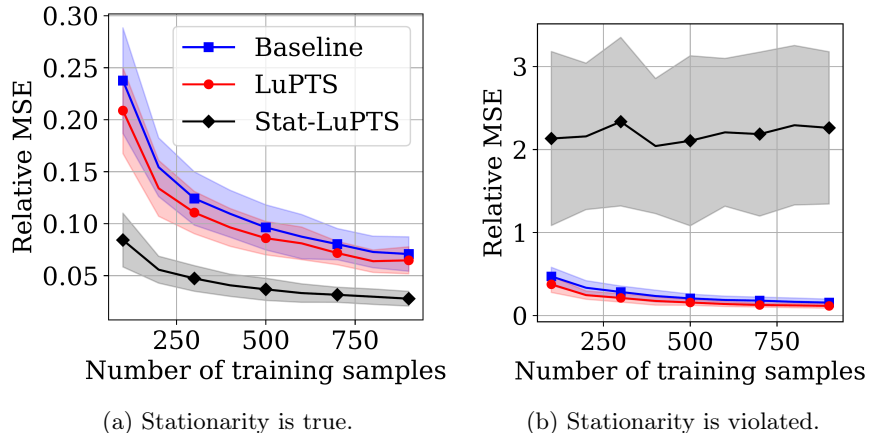 Relative MSE
0.30
0.25
0.20
0.15
0.10
0.05
Baseline
LuPTS
Stat-LuPTS
250 500 750
Number of training samples
(a) Stationarity is true.
Relative MSE
3
2
1
0
250 500 750
Number of training samples
(b) Stationarity is violated.